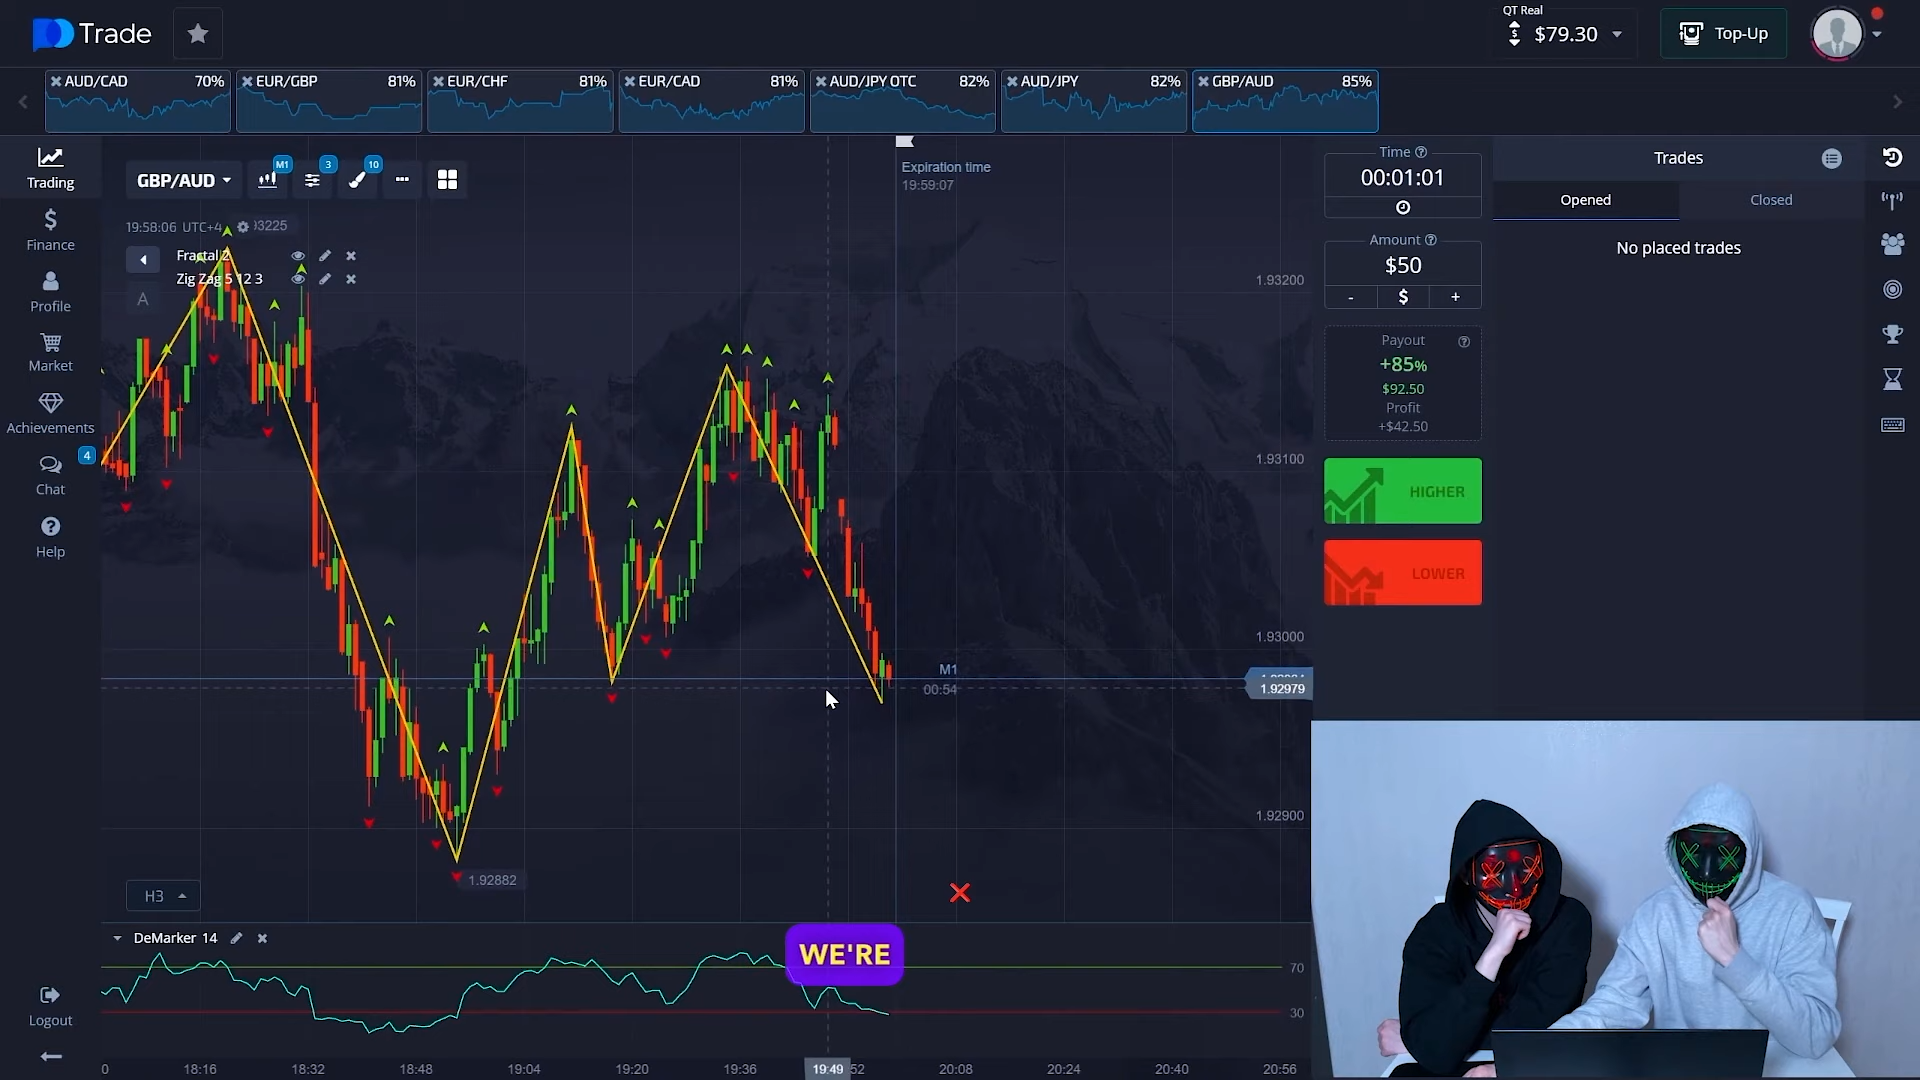 Trade
QT Real
$79.30
Top-Up
AUD/CAD 70%
EUR/GBP 81%
EUR/CHF 81%
EUR/CAD 81%
AUD/JPY OTC 82%
AUD/JPY 82%
GBP/AUD 85%
Trading
Finance
Profile
Market
Achievements
4
Chat
Help
Logout
GBP/AUD
M1
3
10
19:58:06 UTC+4
Fractal 2
Zig Zag 5 12 3
A
Expiration time
19:59:07
1.93200
1.93100
1.93000
1.92900
M1
00:54
1.92979
1.92882
H3
DeMarker 14
WE'RE
70
30
18:16
18:32
18:48
19:04
19:20
19:36
19:49
52
20:08
20:24
20:40
20:56
Time
00:01:01
Amount
$50
- $ +
Payout
+85%
$92.50
Profit
+$42.50
HIGHER
LOWER
Trades
Opened
Closed
No placed trades